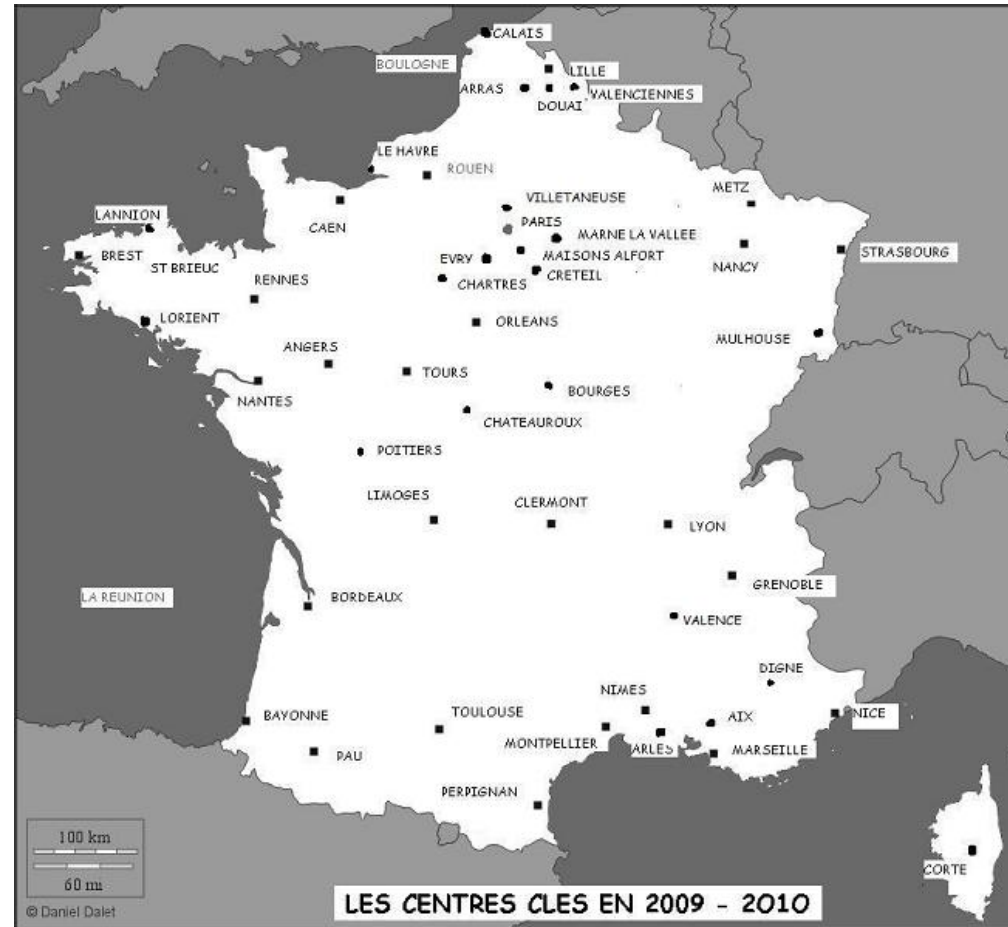 CALAIS
BOULOGNE
LILLE
ARRAS
VALENCIENNES
DOUAI
LE HAVRE
ROUEN
METZ
VILLETANEUSE
LANNION
PARIS
CAEN
MARNE LA VALLEE
BREST
MAISONS ALFORT
STRASBOURG
EVRY
ST BRIEUC
NANCY
CRETEIL
RENNES
CHARTRES
LORIENT
ORLEANS
MULHOUSE
ANGERS
TOURS
BOURGES
NANTES
CHATEAUROUX
POITIERS
LIMOGES
CLERMONT
LYON
GRENOBLE
LA REUNION
BORDEAUX
VALENCE
DIGNE
NIMES
BAYONNE
TOULOUSE
AIX
NICE
MONTPELLIER
ARLES
MARSEILLE
PAU
PERPIGNAN
100 km
60 mi
CORTE
LES CENTRES CLES EN 2009 - 2010
© Daniel Dalet